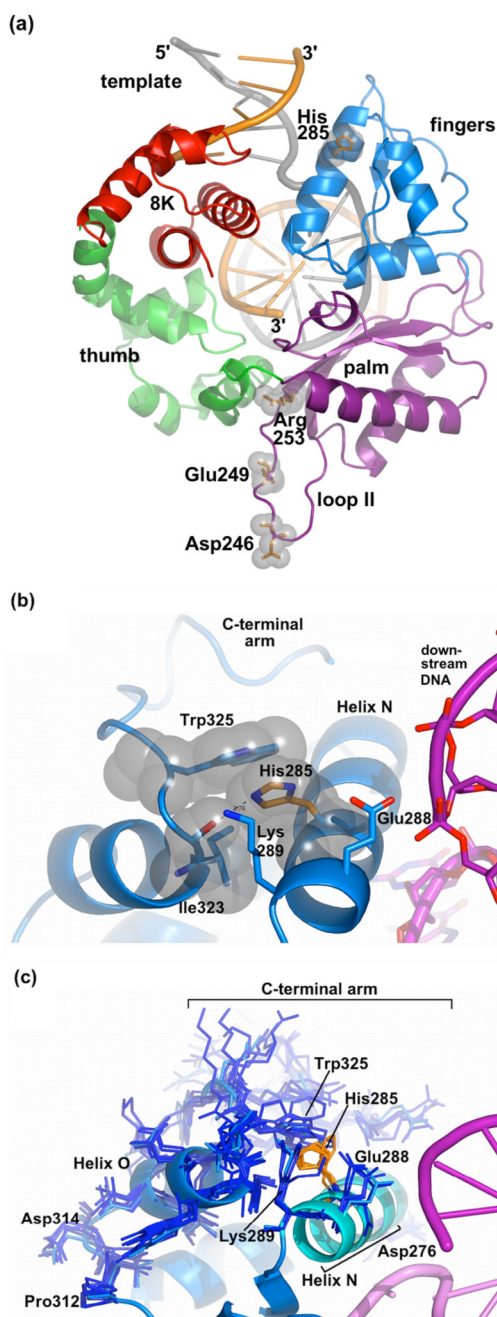 (a)
5'
3'
template
His
285
fingers
8K
3'
thumb
palm
Arg
253
Glu249
loop II
Asp246
(b)
C-terminal
arm
down-
stream
DNA
Trp325
Helix N
His285
Glu288
Lys
289
Ile323
(c)
C-terminal arm
Trp325
His285
Helix O
Glu288
Asp314
Lys289
Asp276
Helix N
Pro312